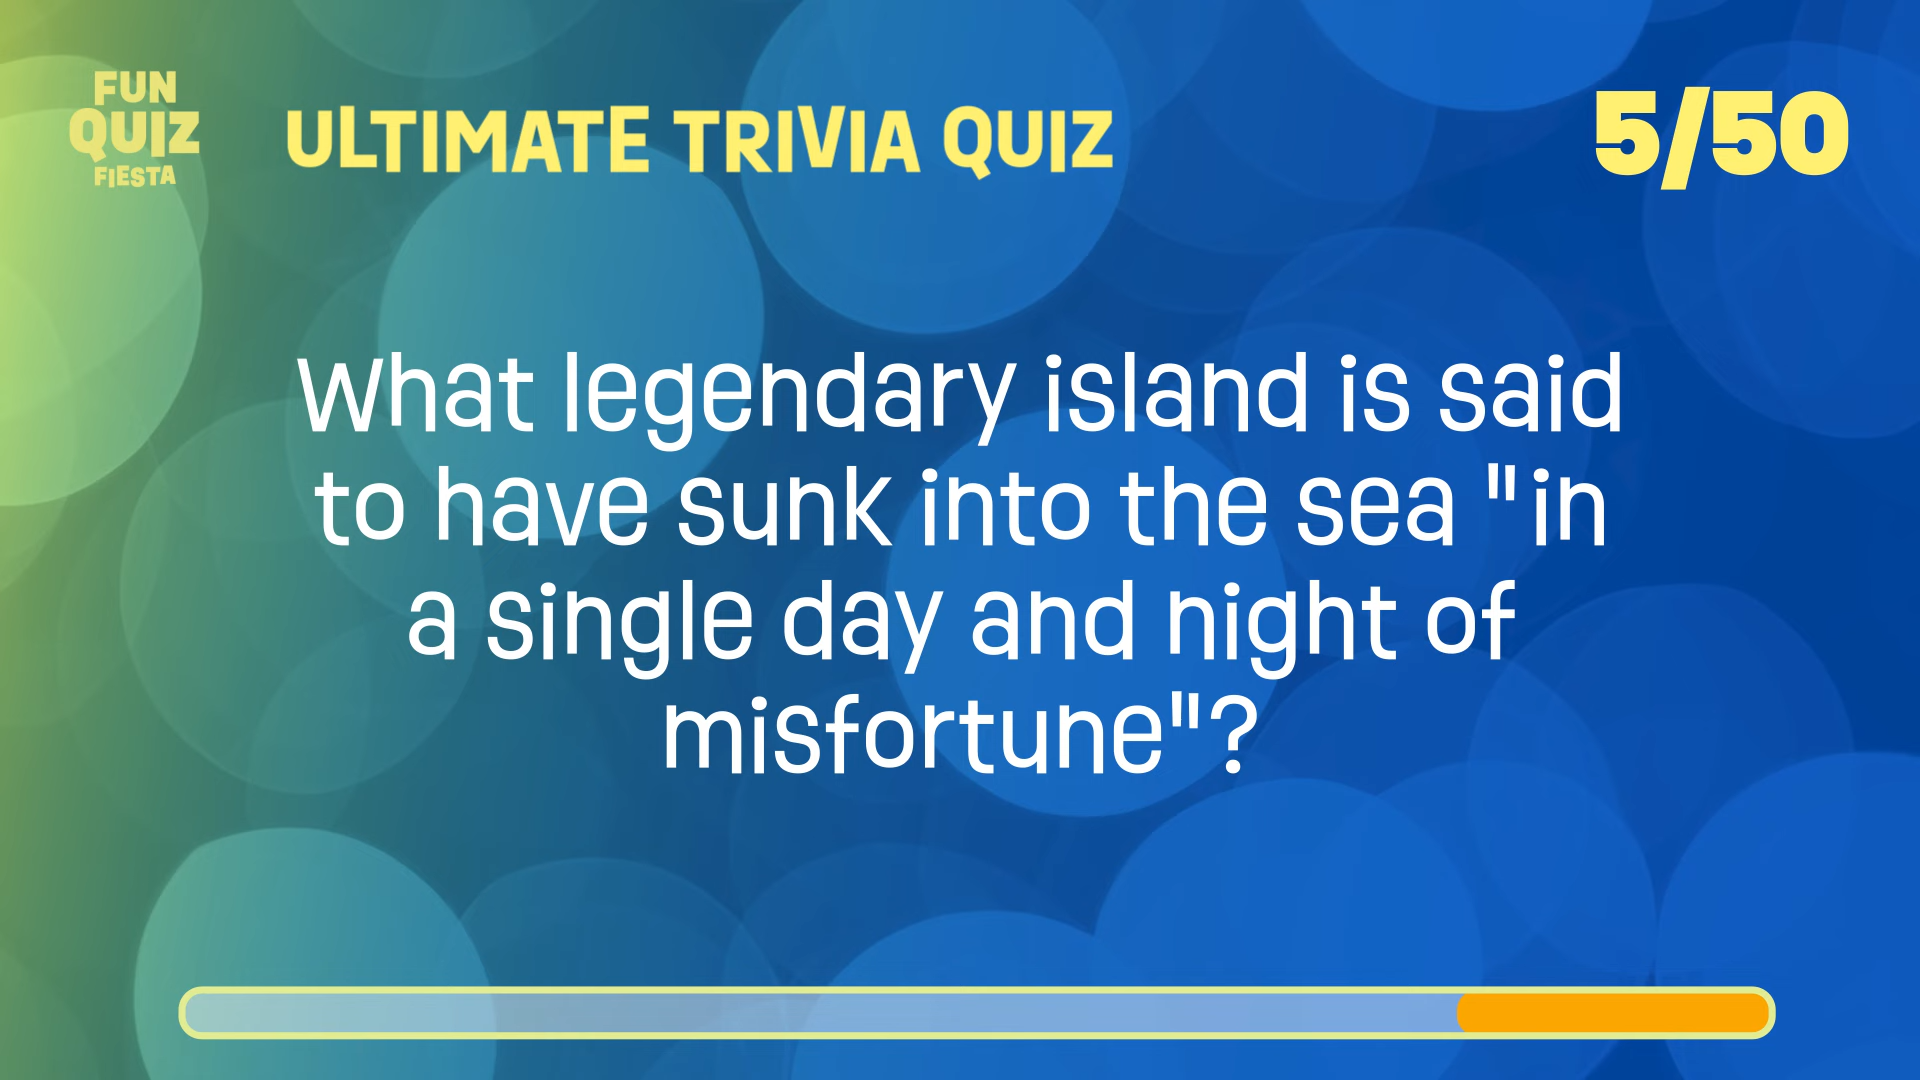 FUN
QUIZ
FIESTA
ULTIMATE TRIVIA QUIZ
5/50
What legendary island is said
to have sunk into the sea "in
a single day and night of
misfortune"?